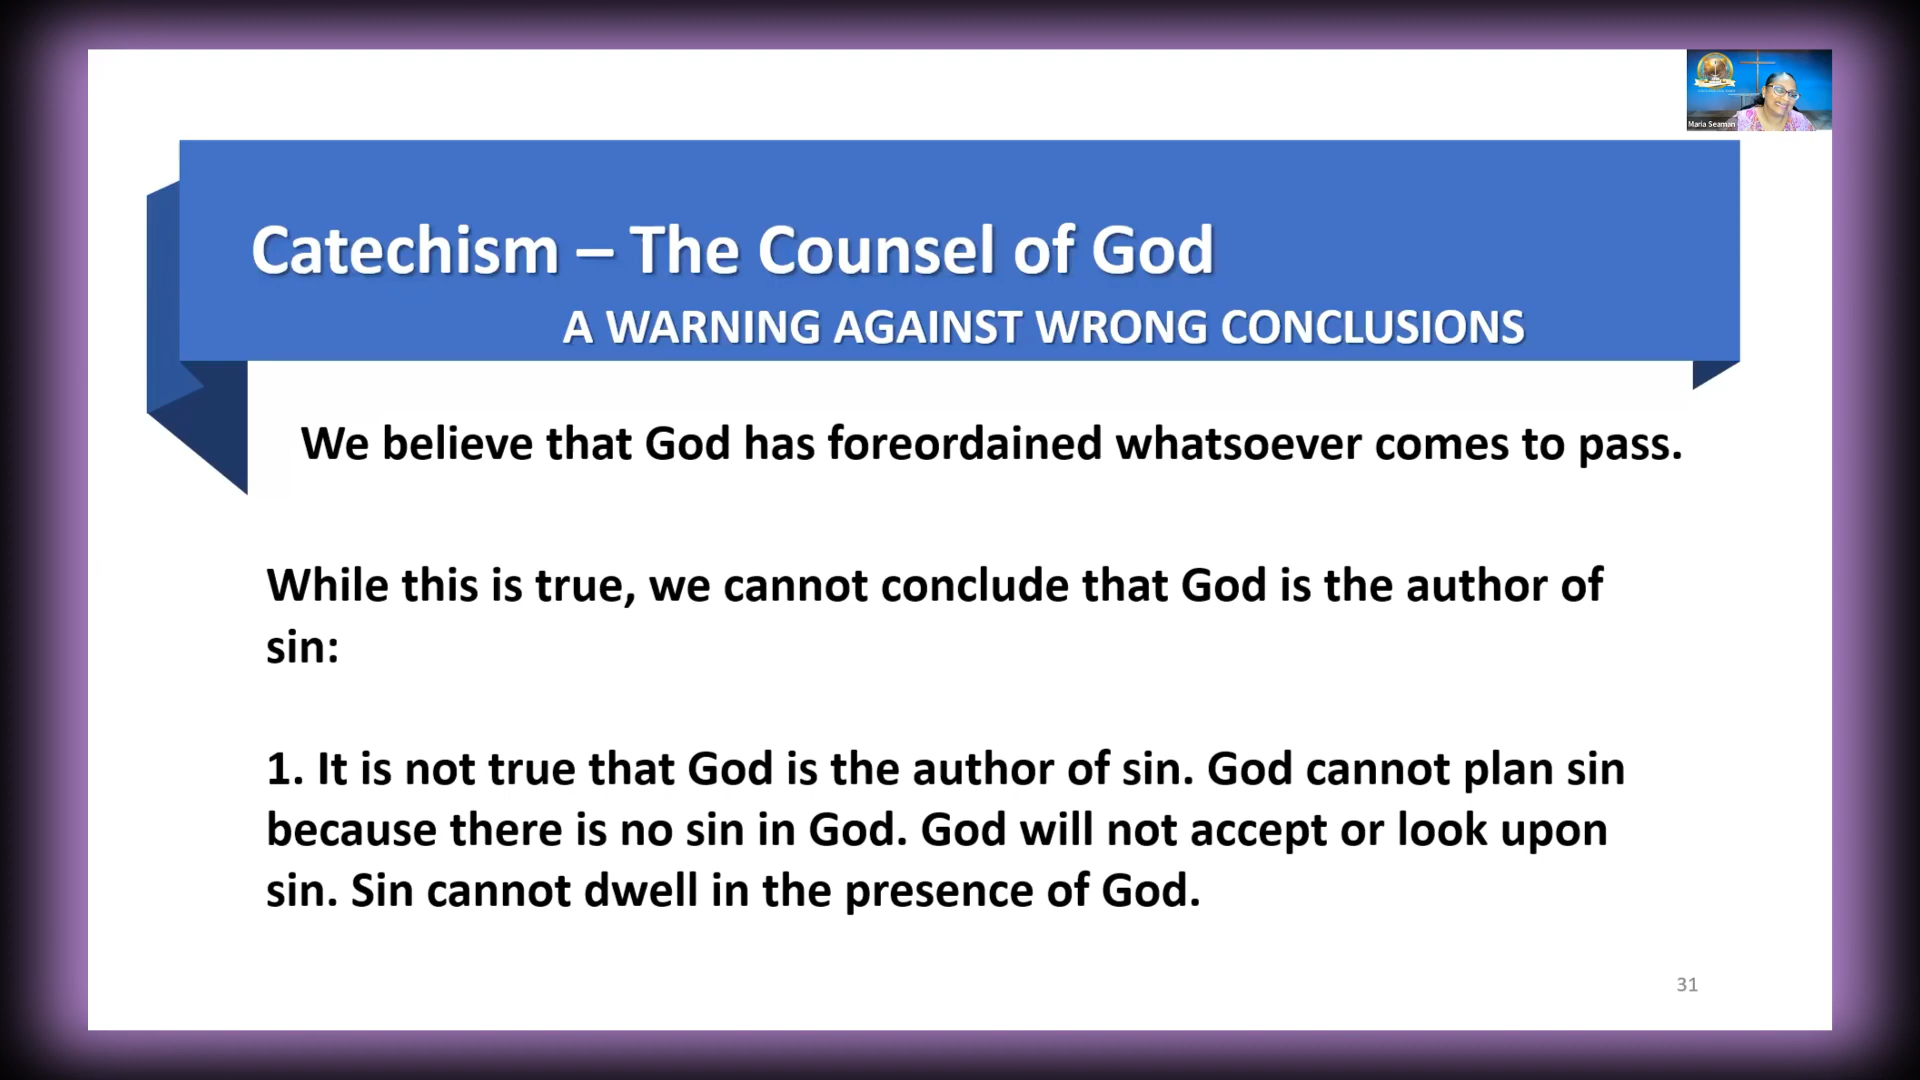 Maria Seaman
Catechism – The Counsel of God
A WARNING AGAINST WRONG CONCLUSIONS
We believe that God has foreordained whatsoever comes to pass.
While this is true, we cannot conclude that God is the author of
sin:
1. It is not true that God is the author of sin. God cannot plan sin
because there is no sin in God. God will not accept or look upon
sin. Sin cannot dwell in the presence of God.
31